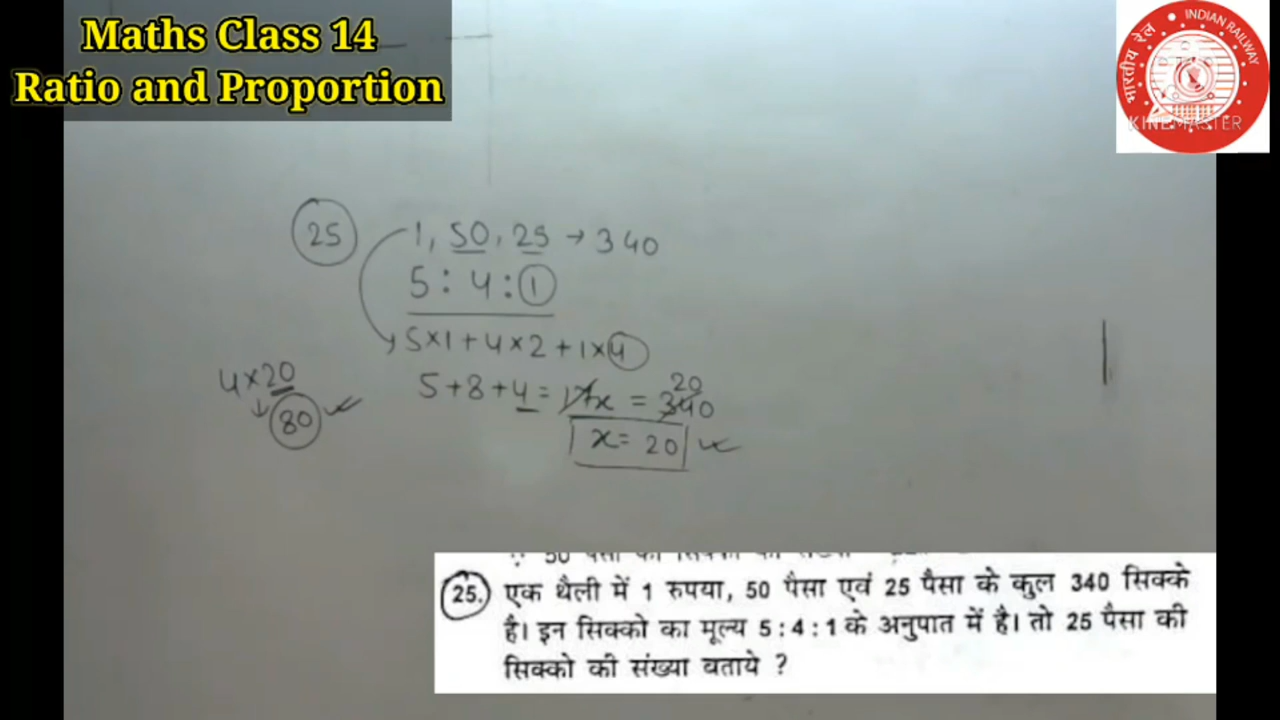 Maths Class 14
Ratio and Proportion
भारतीय रेल
INDIAN RAILWAY
KINEMASTER
25
1, 50, 25 → 340
5 : 4 : 1
5×1 + 4×2 + 1×4
5+8+4 = 17x = 340
20
x = 20
4×20
80
25. एक थैली में 1 रुपया, 50 पैसा एवं 25 पैसा के कुल 340 सिक्के
है। इन सिक्को का मूल्य 5 : 4 : 1 के अनुपात में है। तो 25 पैसा की
सिक्को की संख्या बताये ?